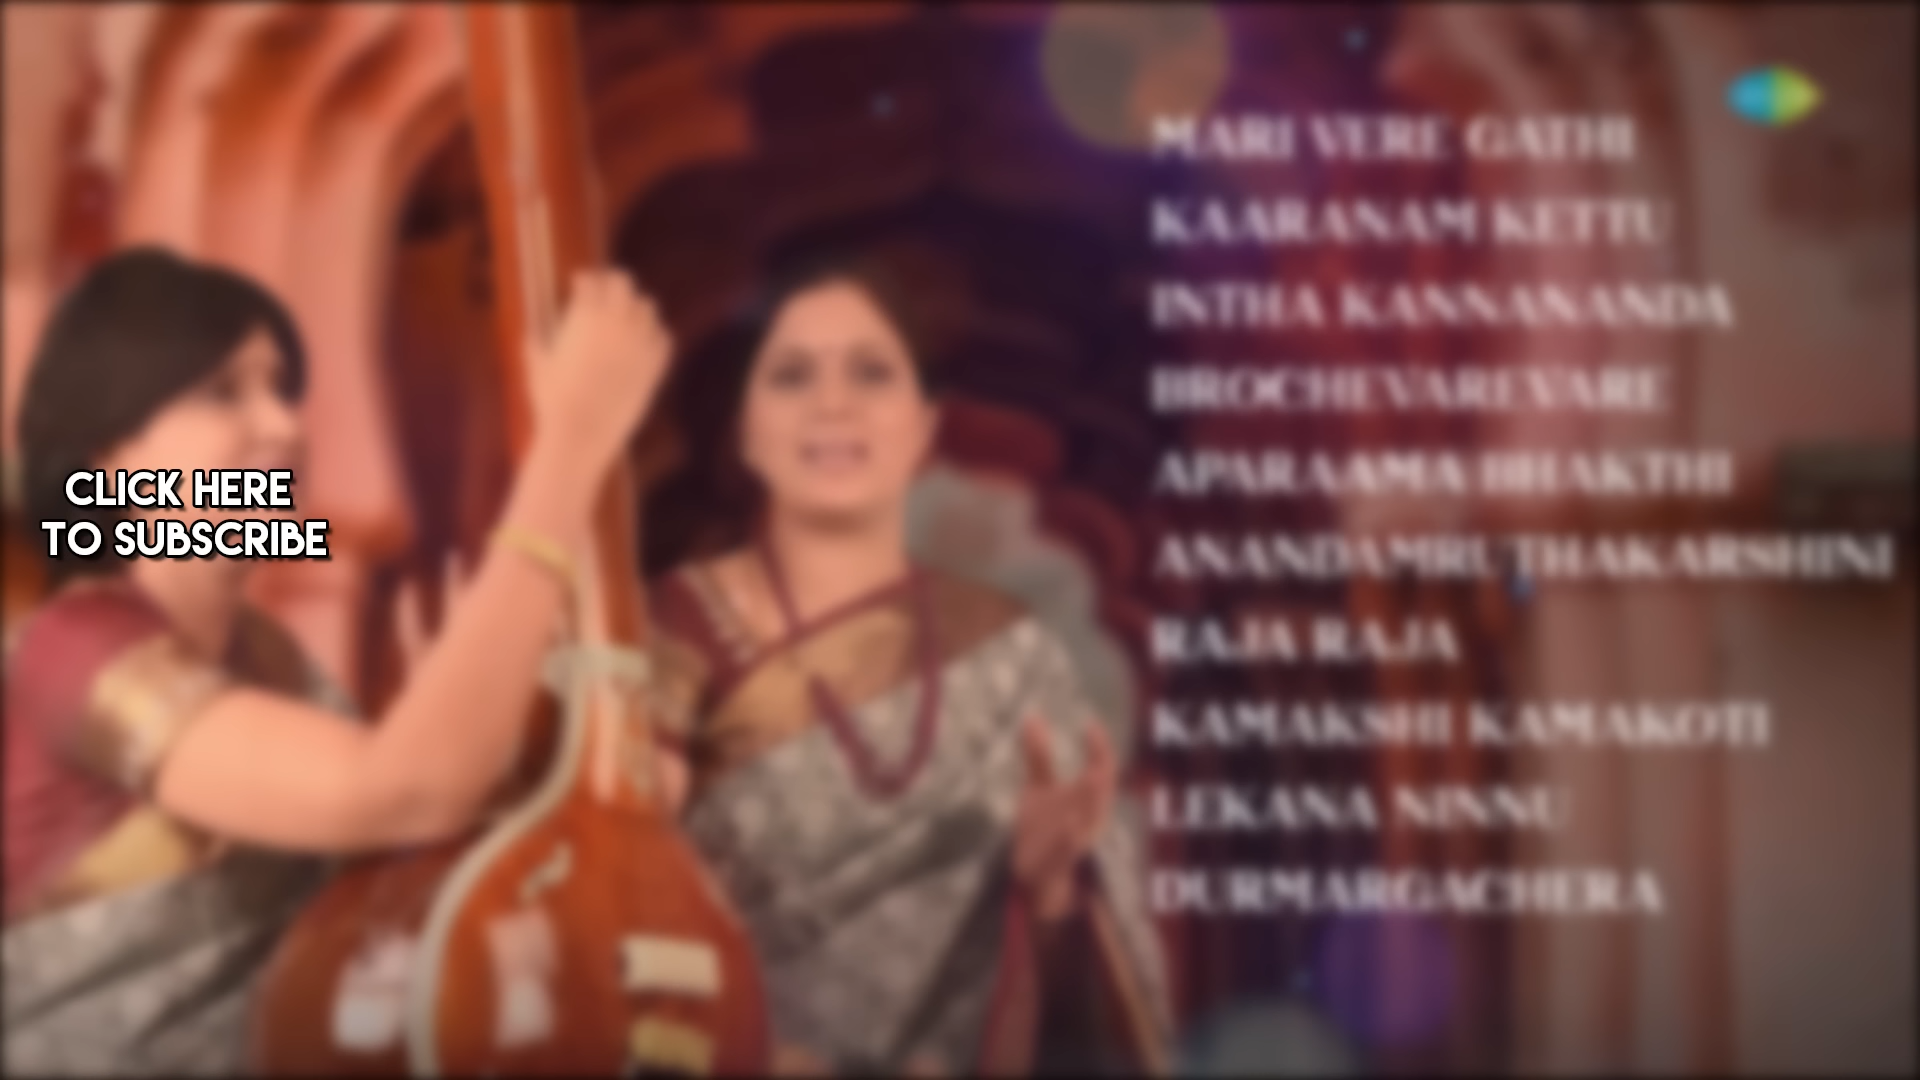 CLICK HERE
TO SUBSCRIBE
MARI VERE GATHI
KAARANAM KETTU
INTHA KANNANANDA
BROCHEVAREVARE
APARAAMA BHAKTHI
ANANDAMRUTHAKARSHINI
RAJA RAJA
KAMAKSHI KAMAKOTI
LEKANA NINNU
DURMARGACHERA